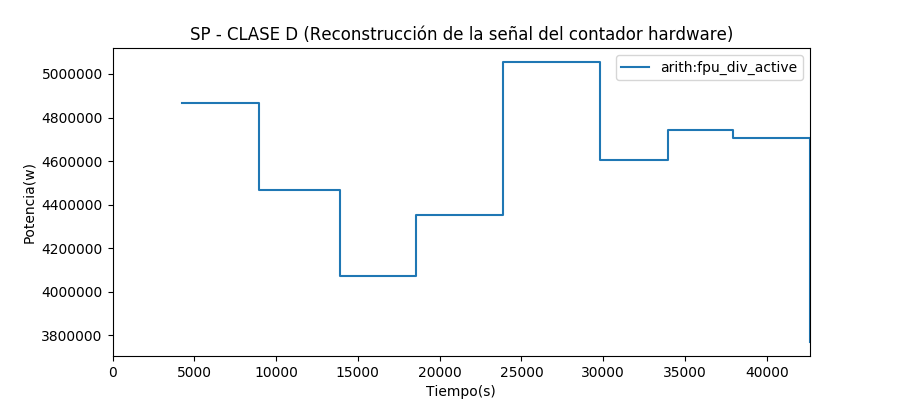 SP - CLASE D (Reconstrucción de la señal del contador hardware)
arith:fpu_div_active
Potencia(w)
5000000
4800000
4600000
4400000
4200000
4000000
3800000
0 5000 10000 15000 20000 25000 30000 35000 40000
Tiempo(s)